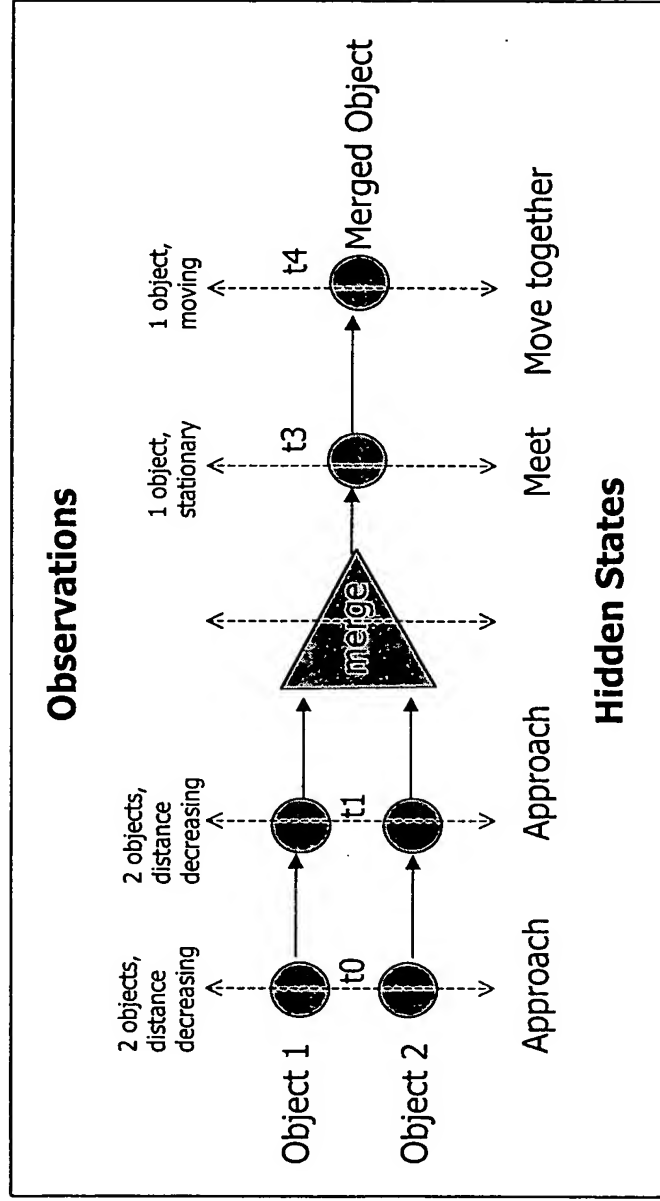 Observations
2 objects,
distance
decreasing
2 objects,
distance
decreasing
1 object,
stationary
1 object,
moving
Object 1
t0
t1
merge
t3
t4
Merged Object
Object 2
Approach
Approach
Meet
Move together
Hidden States